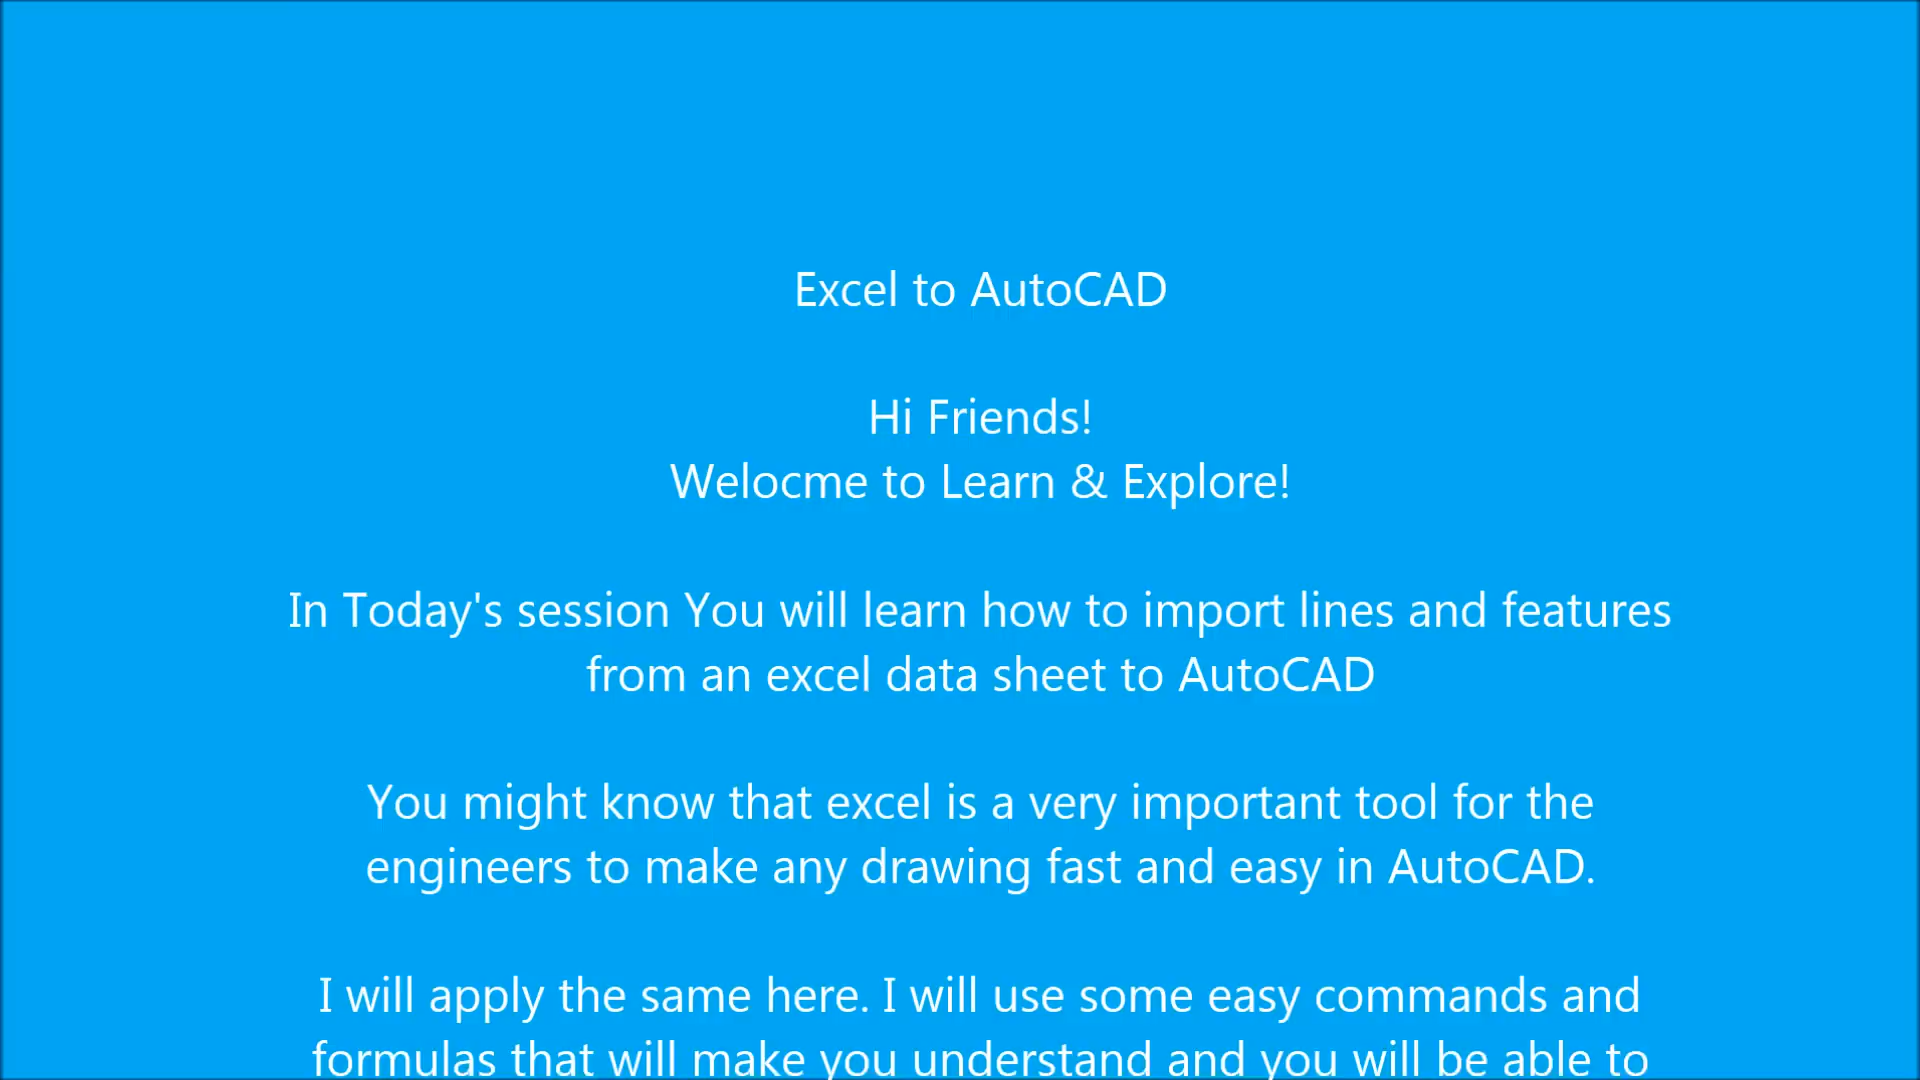 Excel to AutoCAD
Hi Friends!
Welocme to Learn & Explore!
In Today's session You will learn how to import lines and features
from an excel data sheet to AutoCAD
You might know that excel is a very important tool for the
engineers to make any drawing fast and easy in AutoCAD.
I will apply the same here. I will use some easy commands and
formulas that will make you understand and you will be able to